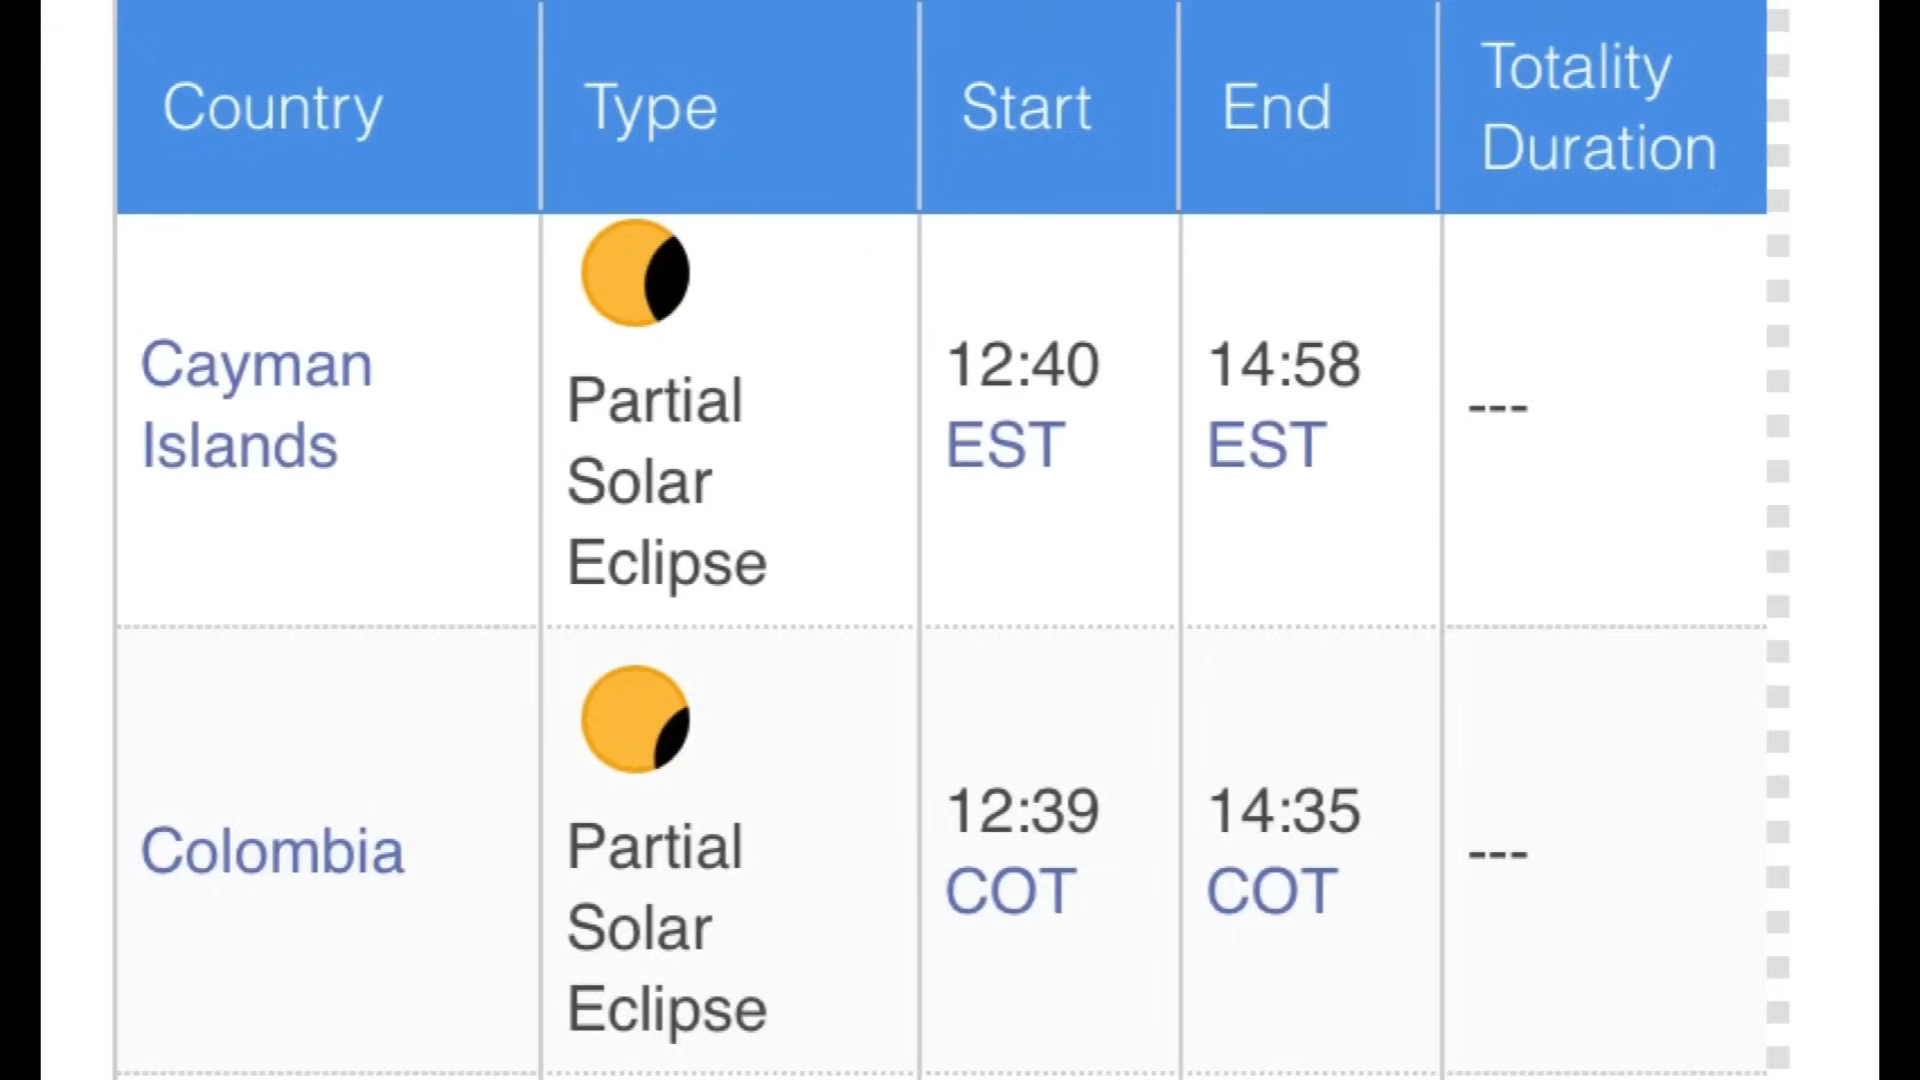 Country
Type
Start
End
Totality
Duration
Cayman
Islands
Partial
Solar
Eclipse
12:40
EST
14:58
EST
---
Colombia
Partial
Solar
Eclipse
12:39
COT
14:35
COT
---